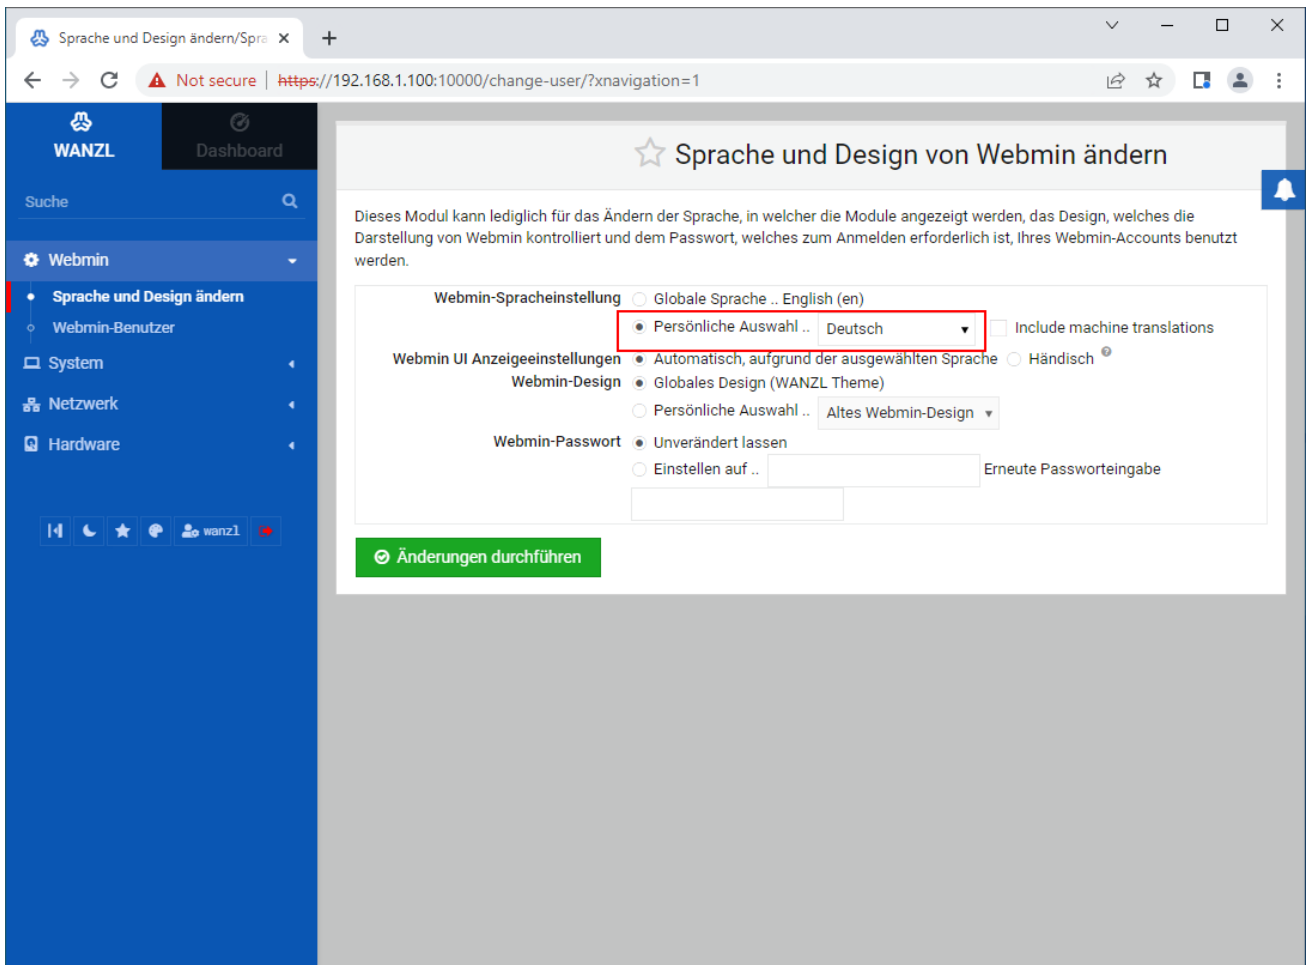 Sprache und Design ändern/Spra
Not secure | https://192.168.1.100:10000/change-user/?xnavigation=1
WANZL
Dashboard
Suche
Webmin
Sprache und Design ändern
Webmin-Benutzer
System
Netzwerk
Hardware
wanzl
Sprache und Design von Webmin ändern
Dieses Modul kann lediglich für das Ändern der Sprache, in welcher die Module angezeigt werden, das Design, welches die
Darstellung von Webmin kontrolliert und dem Passwort, welches zum Anmelden erforderlich ist, Ihres Webmin-Accounts benutzt
werden.
Webmin-Spracheinstellung Globale Sprache .. English (en)
Persönliche Auswahl .. Deutsch Include machine translations
Webmin UI Anzeigeeinstellungen Automatisch, aufgrund der ausgewählten Sprache Händisch
Webmin-Design Globales Design (WANZL Theme)
Persönliche Auswahl .. Altes Webmin-Design
Webmin-Passwort Unverändert lassen
Einstellen auf .. Erneute Passworteingabe
Änderungen durchführen